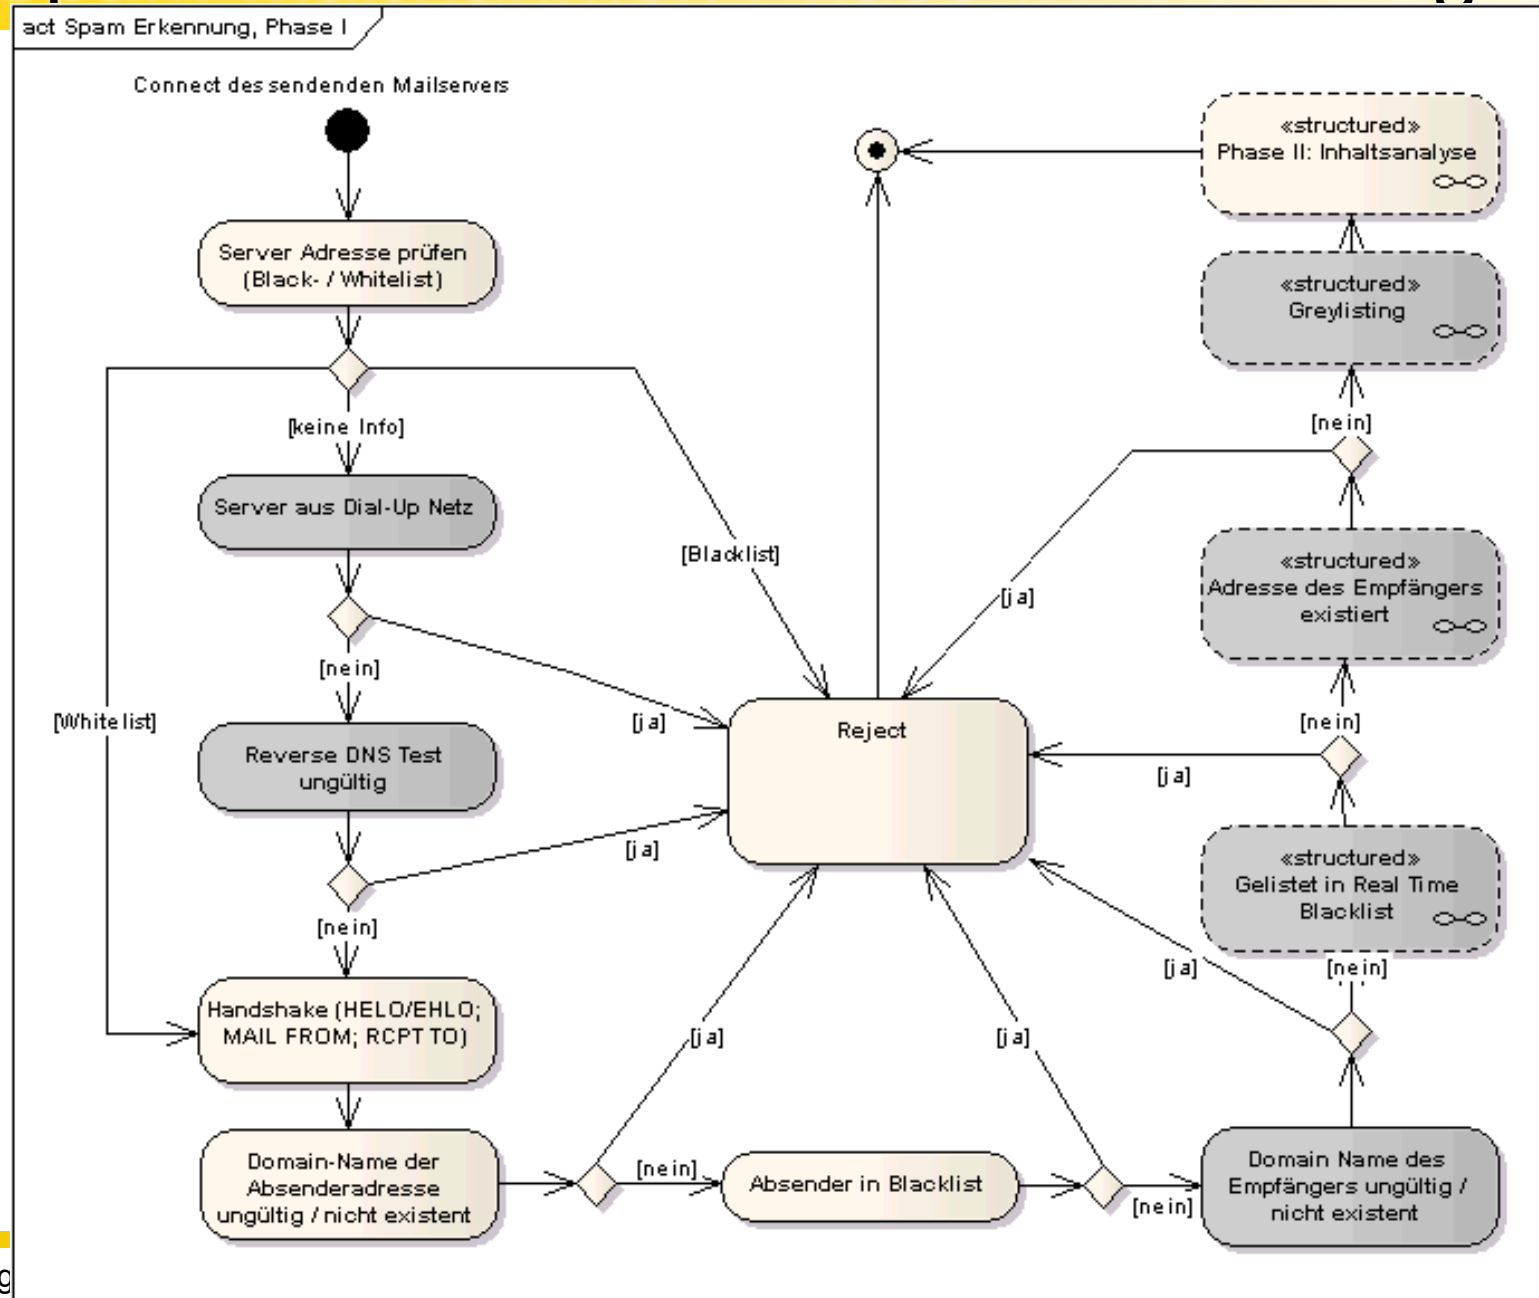 act Spam Erkennung, Phase I
Connect des sendenden Mailservers
Server Adresse prüfen
(Black- / Whitelist)
[keine Info]
[Blacklist]
[Whitelist]
Server aus Dial-Up Netz
[nein]
[ja]
Reverse DNS Test
ungültig
[ja]
[nein]
Handshake (HELO/EHLO;
MAIL FROM; RCPT TO)
Domain-Name der
Absenderadresse
ungültig / nicht existent
[ja]
[nein]
Absender in Blacklist
[ja]
[nein]
Domain Name des
Empfängers ungültig /
nicht existent
[ja]
[nein]
«structured»
Gelistet in Real Time
Blacklist
[ja]
[nein]
«structured»
Adresse des Empfängers
existiert
[ja]
[nein]
«structured»
Greylisting
«structured»
Phase II: Inhaltsanalyse
Reject